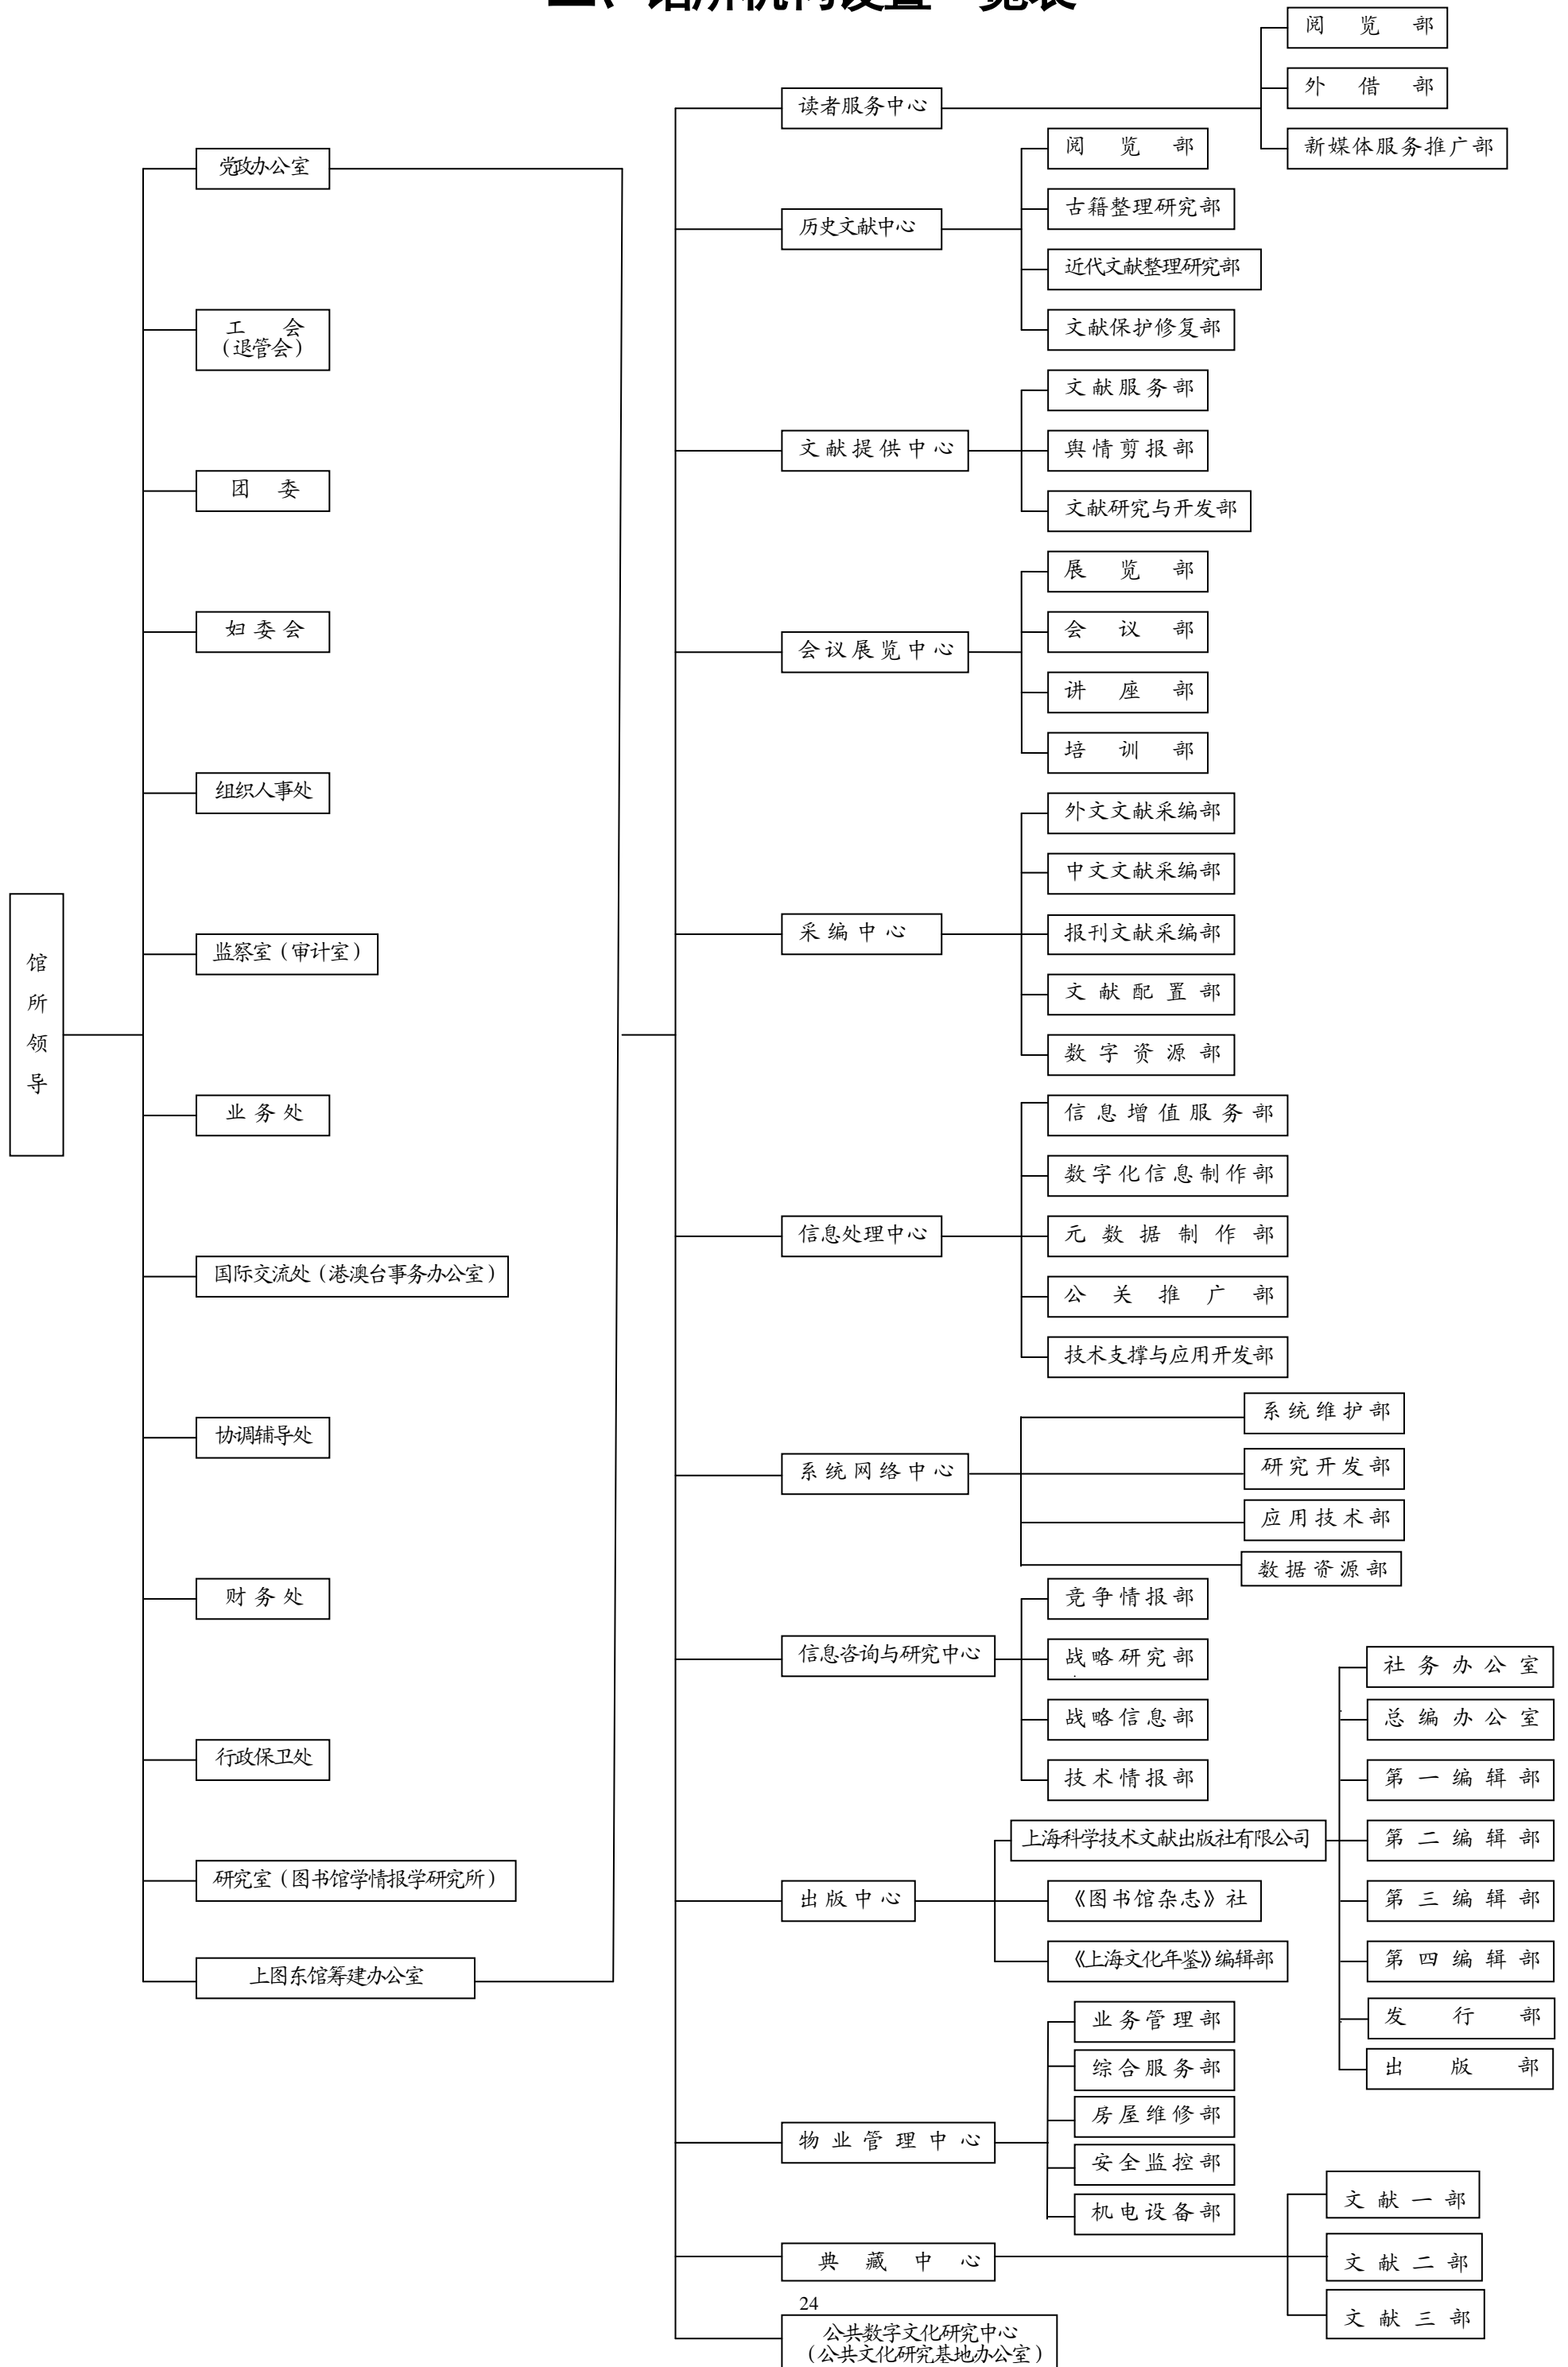 馆所机构设置一览表
馆所领导
党政办公室
工会
（退管会）
团委
妇委会
组织人事处
监察室（审计室）
业务处
国际交流处（港澳台事务办公室）
协调辅导处
财务处
行政保卫处
研究室（图书馆学情报学研究所）
上图东馆筹建办公室
读者服务中心
阅览部
外借部
新媒体服务推广部
历史文献中心
阅览部
古籍整理研究部
近代文献整理研究部
文献保护修复部
文献提供中心
文献服务部
舆情剪报部
文献研究与开发部
会议展览中心
展览部
会议部
讲座部
培训部
采编中心
外文文献采编部
中文文献采编部
报刊文献采编部
文献配置部
数字资源部
信息处理中心
信息增值服务部
数字化信息制作部
元数据制作部
公关推广部
技术支撑与应用开发部
系统网络中心
系统维护部
研究开发部
应用技术部
数据资源部
信息咨询与研究中心
竞争情报部
战略研究部
战略信息部
技术情报部
出版中心
上海科学技术文献出版社有限公司
社务办公室
总编办公室
第一编辑部
第二编辑部
第三编辑部
第四编辑部
发行部
出版部
《图书馆杂志》社
《上海文化年鉴》编辑部
物业管理中心
业务管理部
综合服务部
房屋维修部
安全监控部
机电设备部
典藏中心
文献一部
文献二部
文献三部
24
公共数字文化研究中心
（公共文化研究基地办公室）